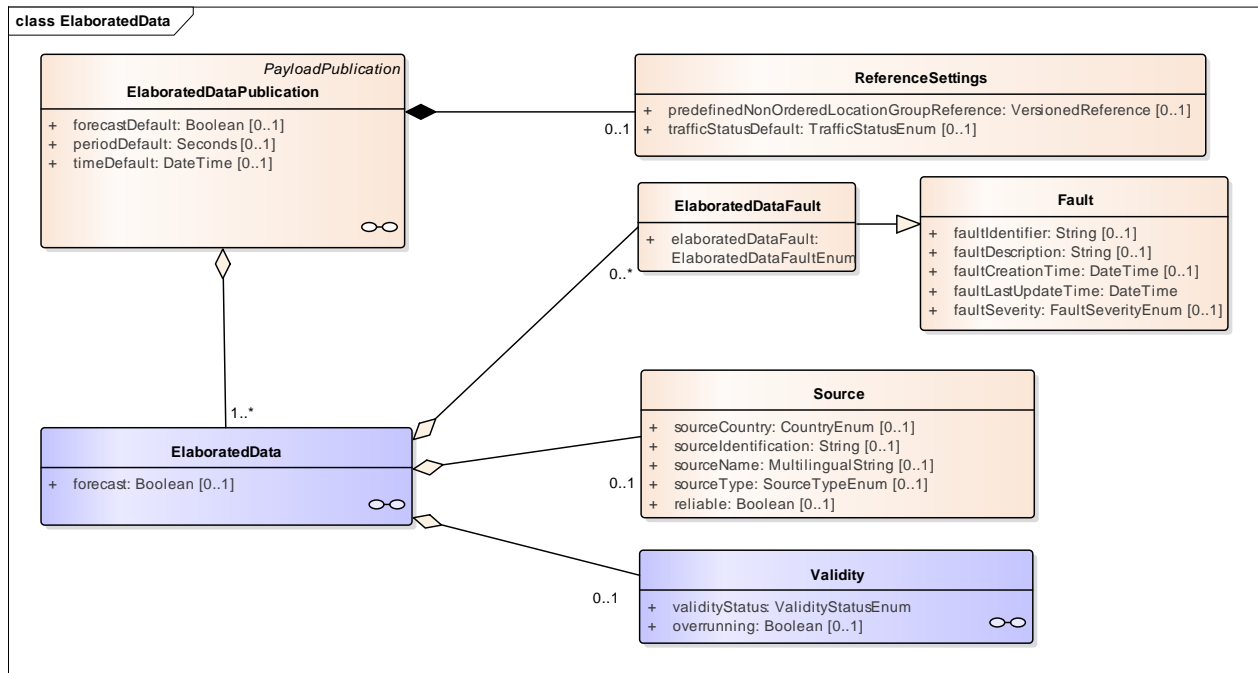 class ElaboratedData
PayloadPublication
ElaboratedDataPublication
+ forecastDefault: Boolean [0..1]
+ periodDefault: Seconds [0..1]
+ timeDefault: DateTime [0..1]
ReferenceSettings
+ predefinedNonOrderedLocationGroupReference: VersionedReference [0..1]
+ trafficStatusDefault: TrafficStatusEnum [0..1]
0..1
ElaboratedDataFault
+ elaboratedDataFault:
ElaboratedDataFaultEnum
0..*
Fault
+ faultIdentifier: String [0..1]
+ faultDescription: String [0..1]
+ faultCreationTime: DateTime [0..1]
+ faultLastUpdateTime: DateTime
+ faultSeverity: FaultSeverityEnum [0..1]
1..*
ElaboratedData
+ forecast: Boolean [0..1]
Source
+ sourceCountry: CountryEnum [0..1]
+ sourceIdentification: String [0..1]
+ sourceName: MultilingualString [0..1]
+ sourceType: SourceTypeEnum [0..1]
+ reliable: Boolean [0..1]
0..1
Validity
+ validityStatus: ValidityStatusEnum
+ overrunning: Boolean [0..1]
0..1